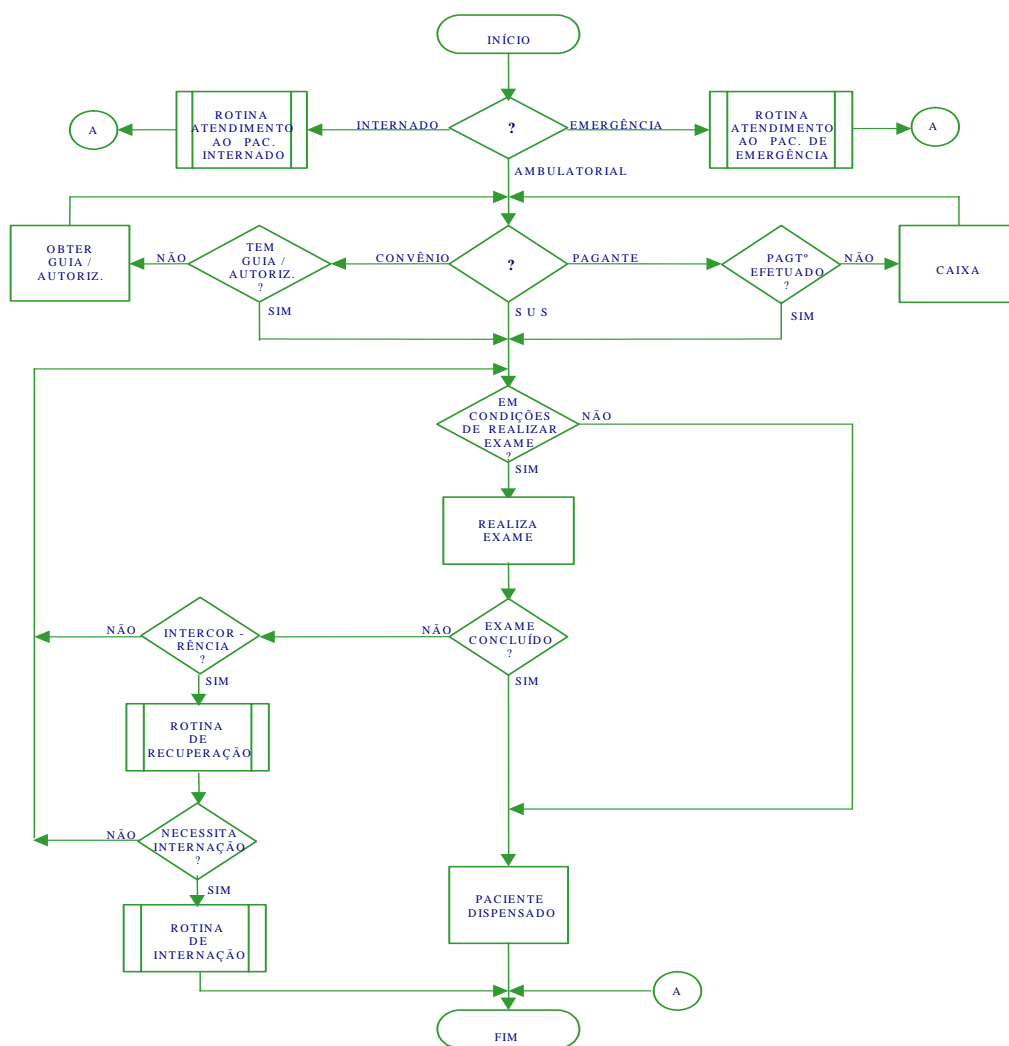 INÍCIO
A
ROTINA
ATENDIMENTO
AO PAC.
INTERNADO
INTERNADO
?
EMERGÊNCIA
ROTINA
ATENDIMENTO
AO PAC. DE
EMERGÊNCIA
A
AMBULATORIAL
OBTER
GUIA /
AUTORIZ.
NÃO
TEM
GUIA /
AUTORIZ.
?
CONVÊNIO
?
PAGANTE
PAGTº
EFETUADO
?
NÃO
CAIXA
SIM
S U S
SIM
EM
CONDIÇÕES
DE REALIZAR
EXAME
?
NÃO
SIM
REALIZA
EXAME
NÃO
INTERCOR -
RÊNCIA
?
NÃO
EXAME
CONCLUÍDO
?
SIM
SIM
ROTINA
DE
RECUPERAÇÃO
NÃO
NECESSITA
INTERNAÇÃO
?
SIM
ROTINA
DE
INTERNAÇÃO
PACIENTE
DISPENSADO
A
FIM